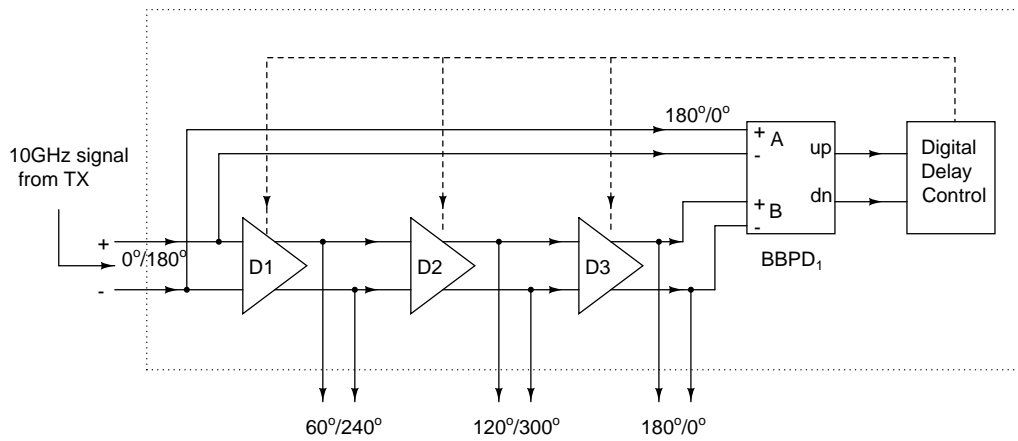 180°/0°
10GHz signal
from TX
+
A
-
up
Digital
Delay
Control
dn
+
B
-
+
0°/180°
-
D1
D2
D3
BBPD₁
60°/240°
120°/300°
180°/0°